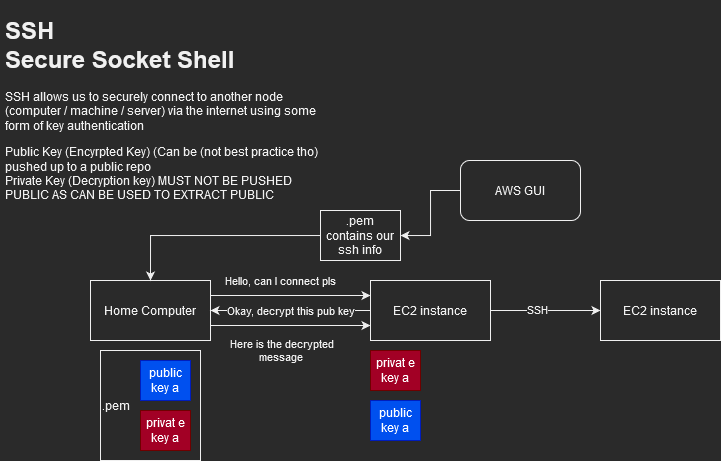 SSH
Secure Socket Shell
SSH allows us to securely connect to another node
(computer / machine / server) via the internet using some
form of key authentication
Public Key (Encyrpted Key) (Can be (not best practice tho)
pushed up to a public repo
Private Key (Decryption key) MUST NOT BE PUSHED
PUBLIC AS CAN BE USED TO EXTRACT PUBLIC
AWS GUI
.pem
contains our
ssh info
Hello, can I connect pls
Home Computer
Okay, decrypt this pub key
EC2 instance
SSH
EC2 instance
Here is the decrypted
message
.pem
public
key a
privat e
key a
privat e
key a
public
key a